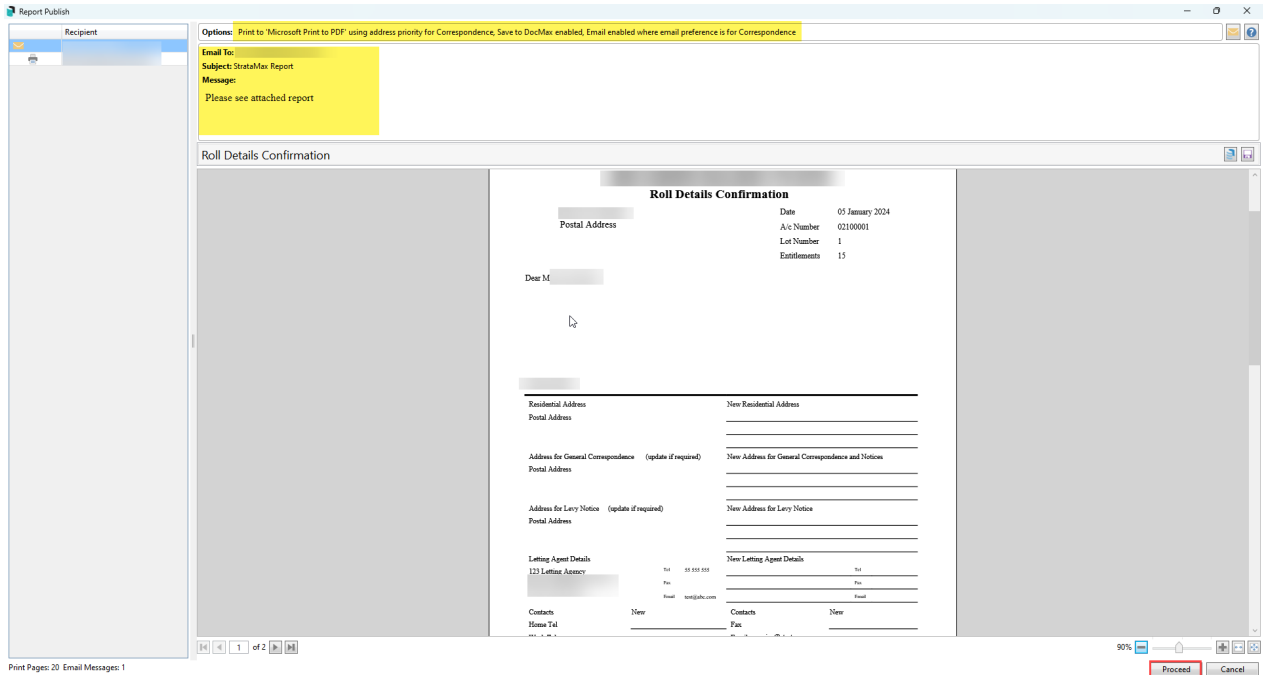 Report Publish
Recipient
Options: Print to 'Microsoft Print to PDF' using address priority for Correspondence, Save to DocMax enabled, Email enabled where email preference is for Correspondence
Email To:
Subject: StrataMax Report
Message:
Please see attached report
Roll Details Confirmation
Roll Details Confirmation
Date 05 January 2024
Postal Address
A/c Number 02100001
Lot Number 1
Entitlements 15
Dear M
Residential Address New Residential Address
Postal Address
Address for General Correspondence (update if required) New Address for General Correspondence and Notices
Postal Address
Address for Levy Notice (update if required) New Address for Levy Notice
Postal Address
Letting Agent Details New Letting Agent Details
123 Letting Agency Tel 55 555 555 Tel
Fax Fax
Email test@abc.com Email
Contacts New Contacts New
Home Tel Fax
1 of 2 90%
Print Pages: 20 Email Messages: 1
Proceed Cancel